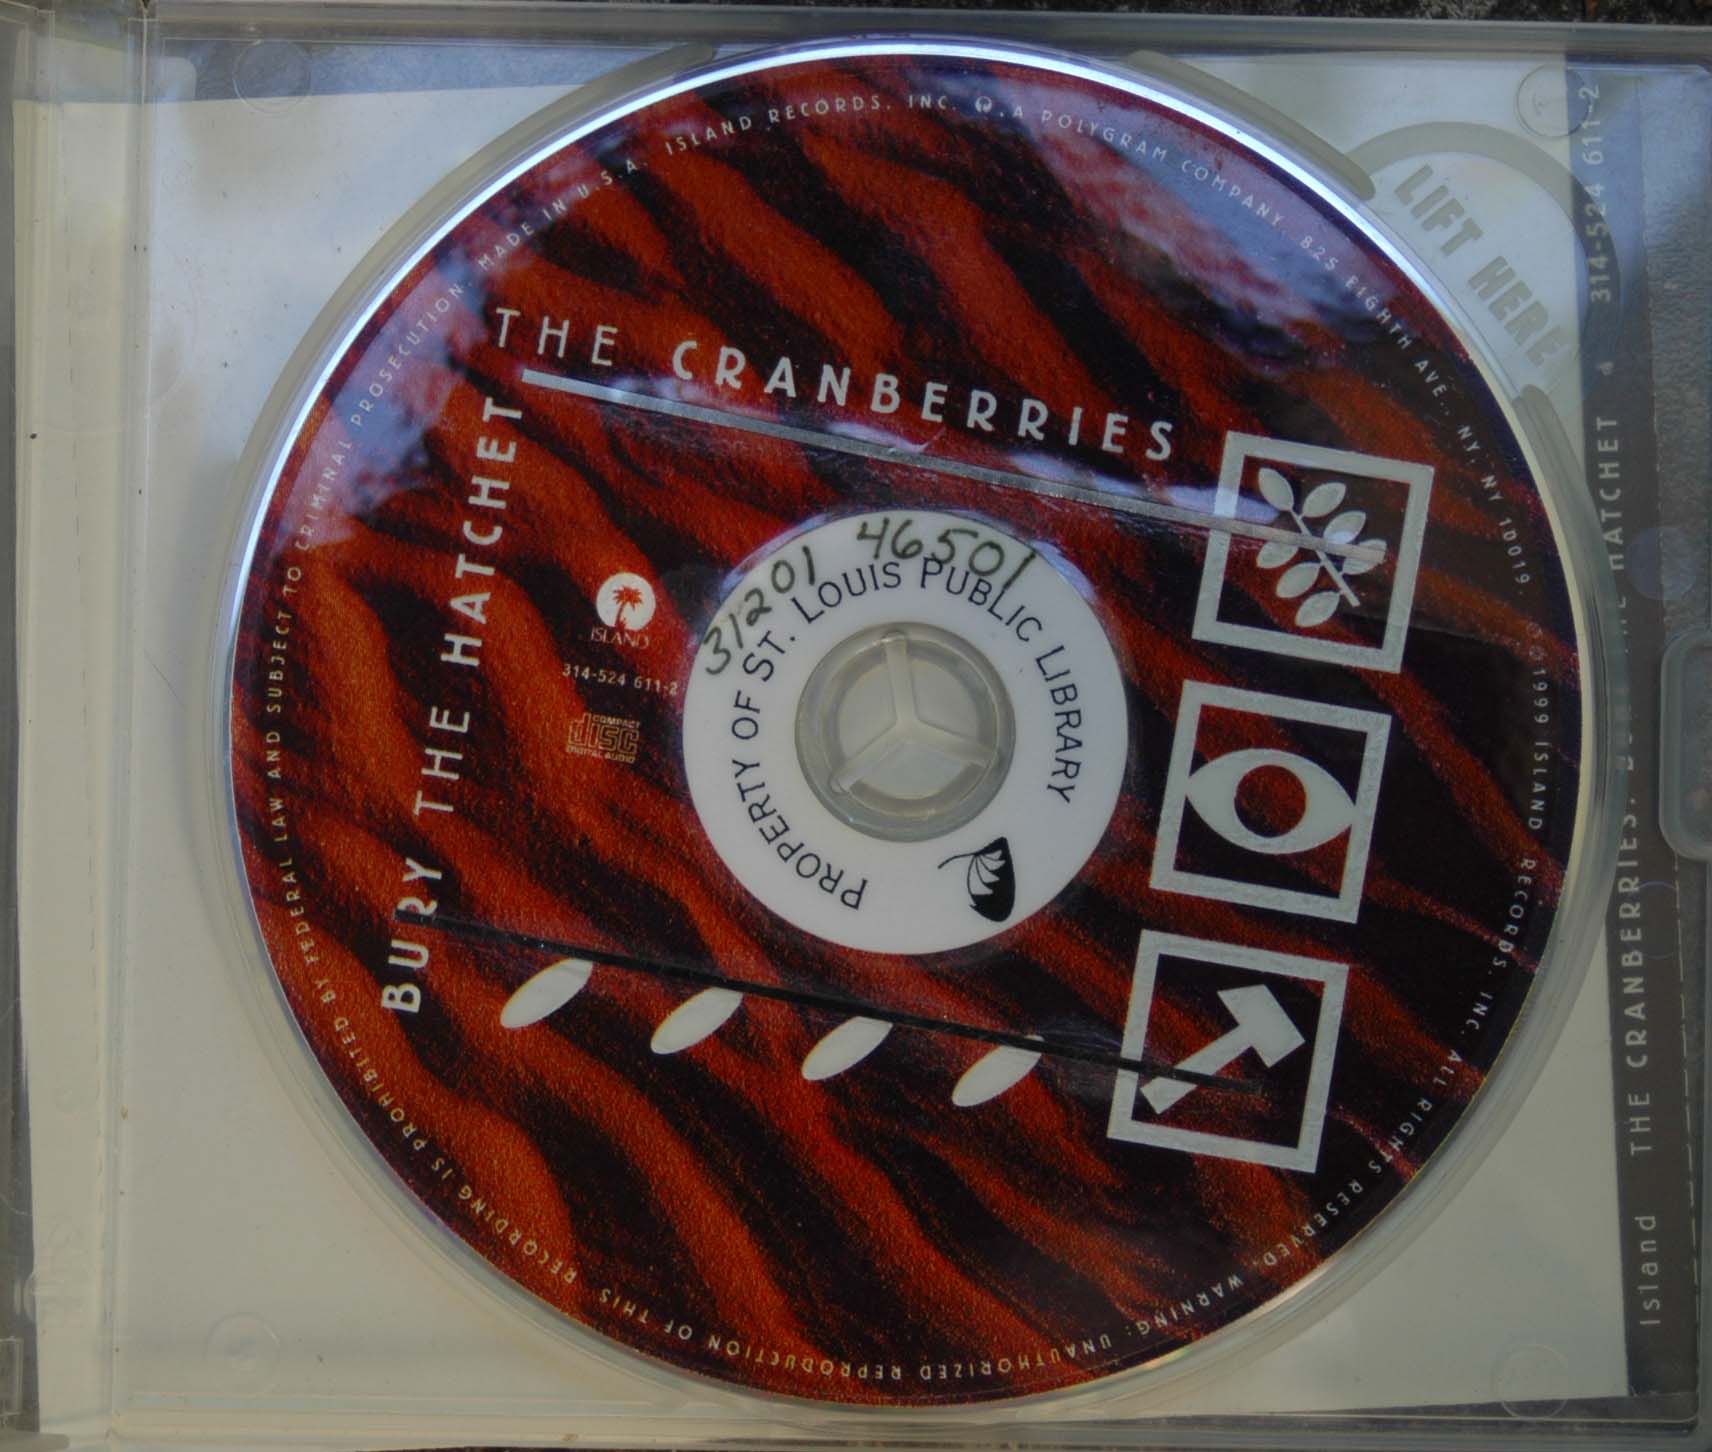 THE CRANBERRIES
BURY THE HATCHET
ISLAND
314-524 611-2
COMPACT
disc
DIGITAL AUDIO
31201 46501
PROPERTY OF ST. LOUIS PUBLIC LIBRARY
MADE IN U.S.A. ISLAND RECORDS, INC. , A POLYGRAM COMPANY, 825 EIGHTH AVE., NY, NY 10019. ℗©1999 ISLAND RECORDS, INC. ALL RIGHTS RESERVED. WARNING: UNAUTHORIZED REPRODUCTION OF THIS RECORDING IS PROHIBITED BY FEDERAL LAW AND SUBJECT TO CRIMINAL PROSECUTION.
LIFT HERE
Island THE CRANBERRIES. HATCHET 314-524 611-2